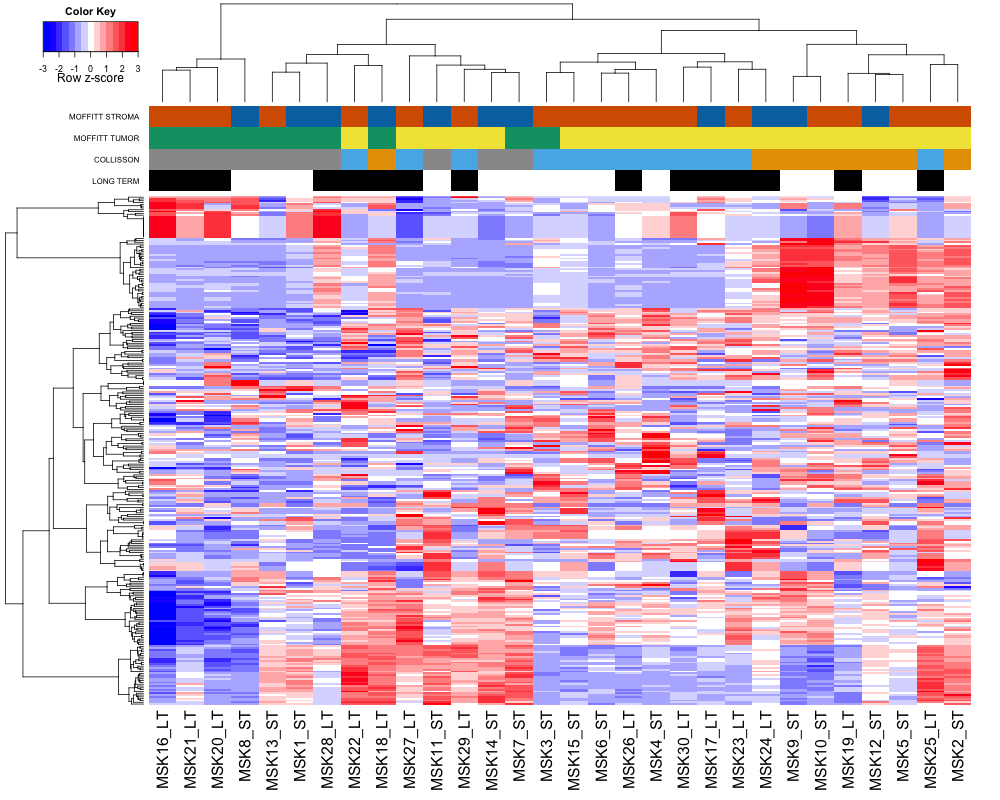 Color Key
-3 -2 -1 0 1 2 3
Row z-score
MOFFITT STROMA
MOFFITT TUMOR
COLLISSON
LONG TERM
MSK16_LT
MSK21_LT
MSK20_LT
MSK8_ST
MSK13_ST
MSK1_ST
MSK28_LT
MSK22_LT
MSK18_LT
MSK27_LT
MSK11_ST
MSK29_LT
MSK14_ST
MSK7_ST
MSK3_ST
MSK15_ST
MSK6_ST
MSK26_LT
MSK4_ST
MSK30_LT
MSK17_LT
MSK23_LT
MSK24_LT
MSK9_ST
MSK10_ST
MSK19_LT
MSK12_ST
MSK5_ST
MSK25_LT
MSK2_ST